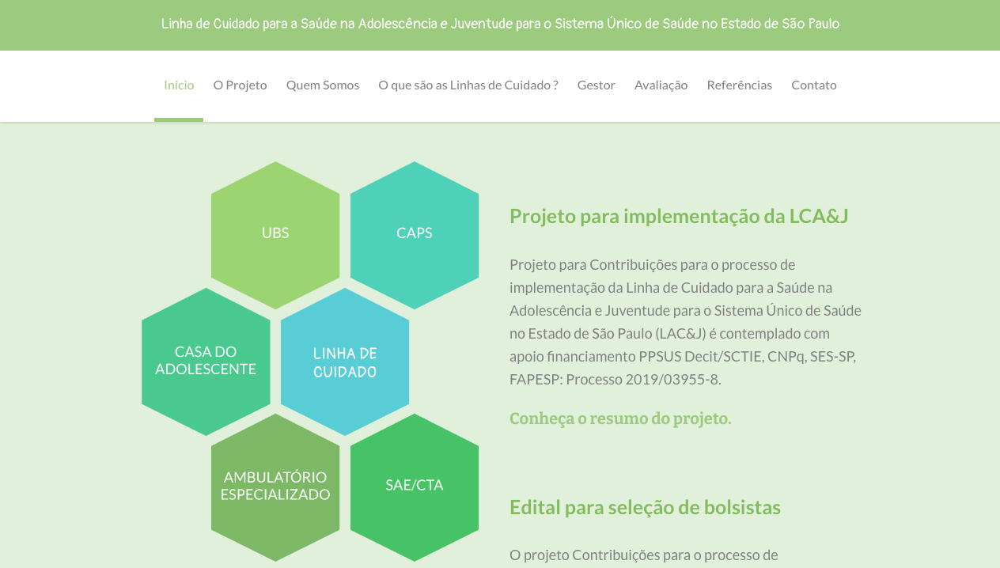 Linha de Cuidado para a Saúde na Adolescência e Juventude para o Sistema Único de Saúde no Estado de São Paulo
Início O Projeto Quem Somos O que são as Linhas de Cuidado ? Gestor Avaliação Referências Contato
UBS
CAPS
CASA DO
ADOLESCENTE
LINHA DE
CUIDADO
AMBULATÓRIO
ESPECIALIZADO
SAE/CTA
Projeto para implementação da LCA&J
Projeto para Contribuições para o processo de
implementação da Linha de Cuidado para a Saúde na
Adolescência e Juventude para o Sistema Único de Saúde
no Estado de São Paulo (LAC&J) é contemplado com
apoio financiamento PPSUS Decit/SCTIE, CNPq, SES-SP,
FAPESP: Processo 2019/03955-8.
Conheça o resumo do projeto.
Edital para seleção de bolsistas
O projeto Contribuições para o processo de